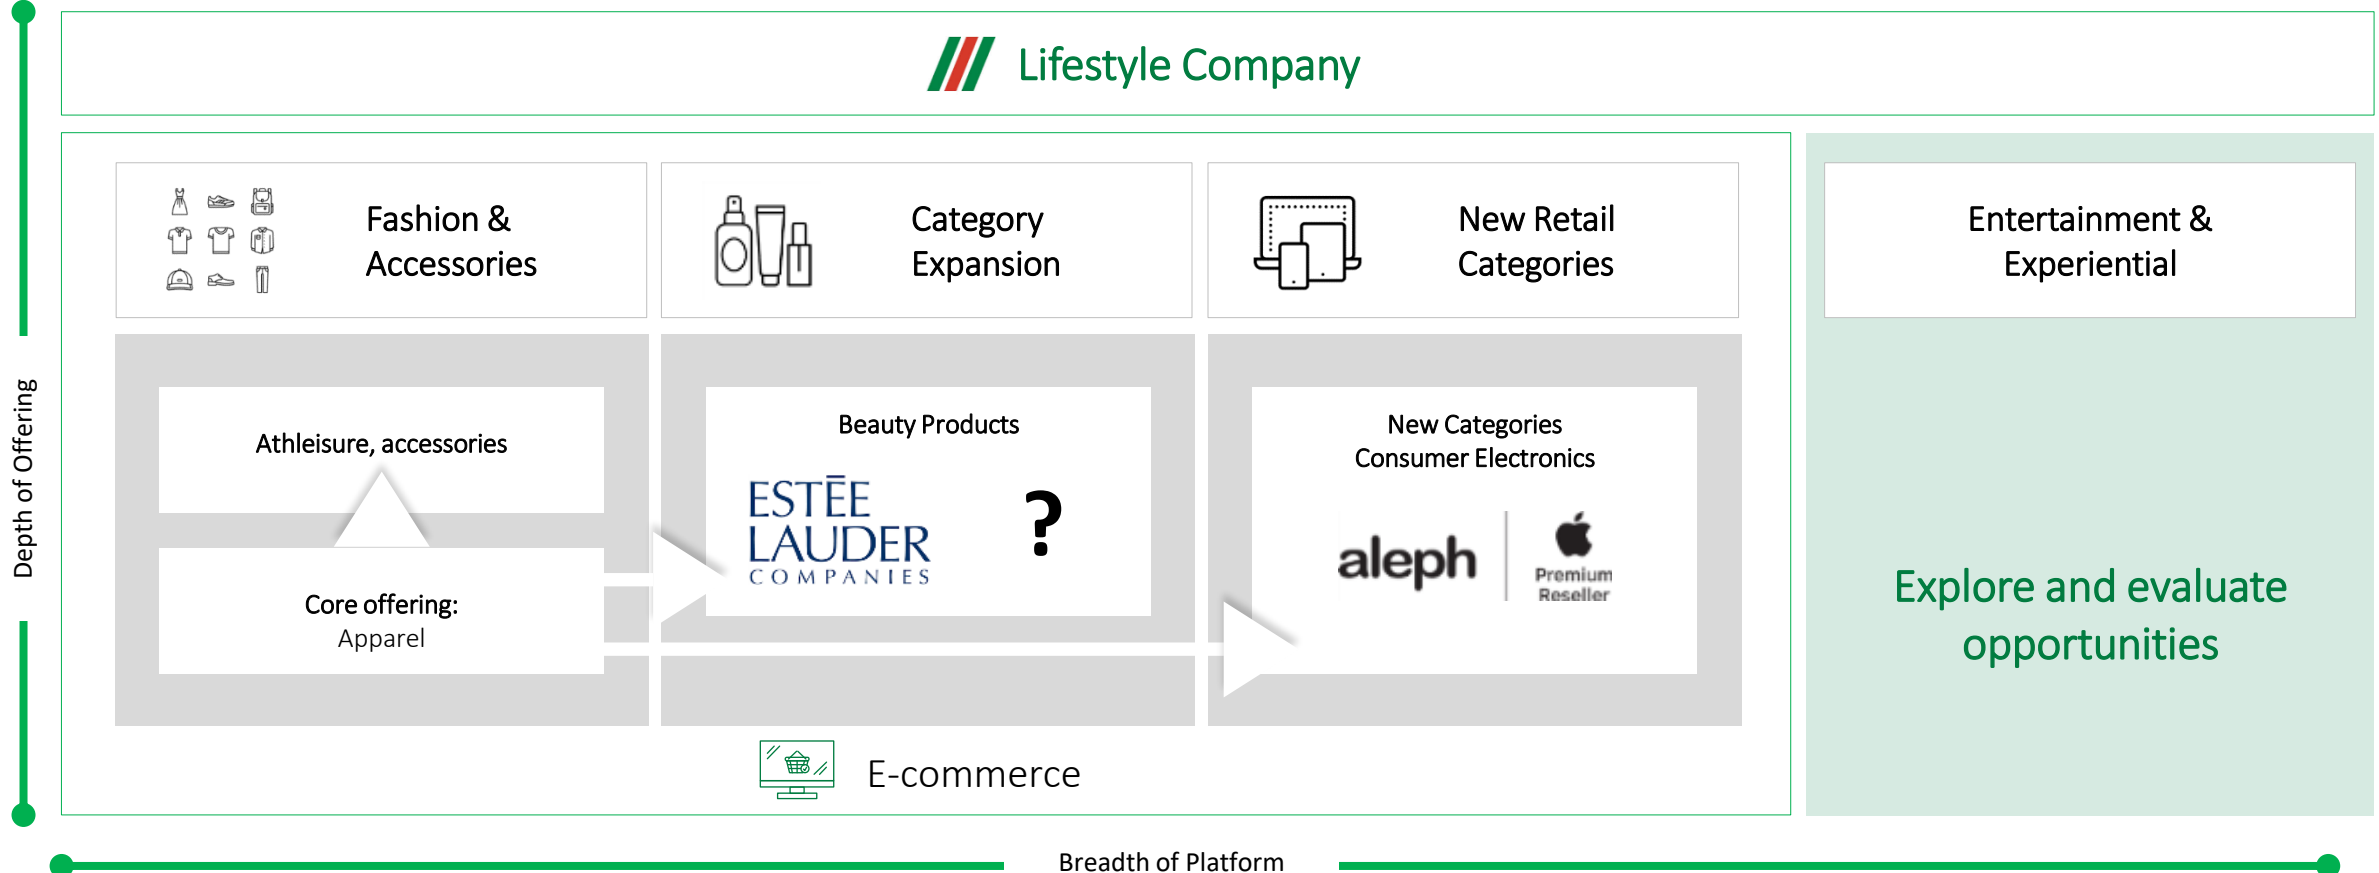 Lifestyle Company
Fashion &
Accessories
Category
Expansion
New Retail
Categories
Entertainment &
Experiential
Depth of Offering
Athleisure, accessories
Core offering:
Apparel
Beauty Products
ESTĒE
LAUDER
COMPANIES
?
New Categories
Consumer Electronics
aleph
Premium
Reseller
Explore and evaluate
opportunities
E-commerce
Breadth of Platform